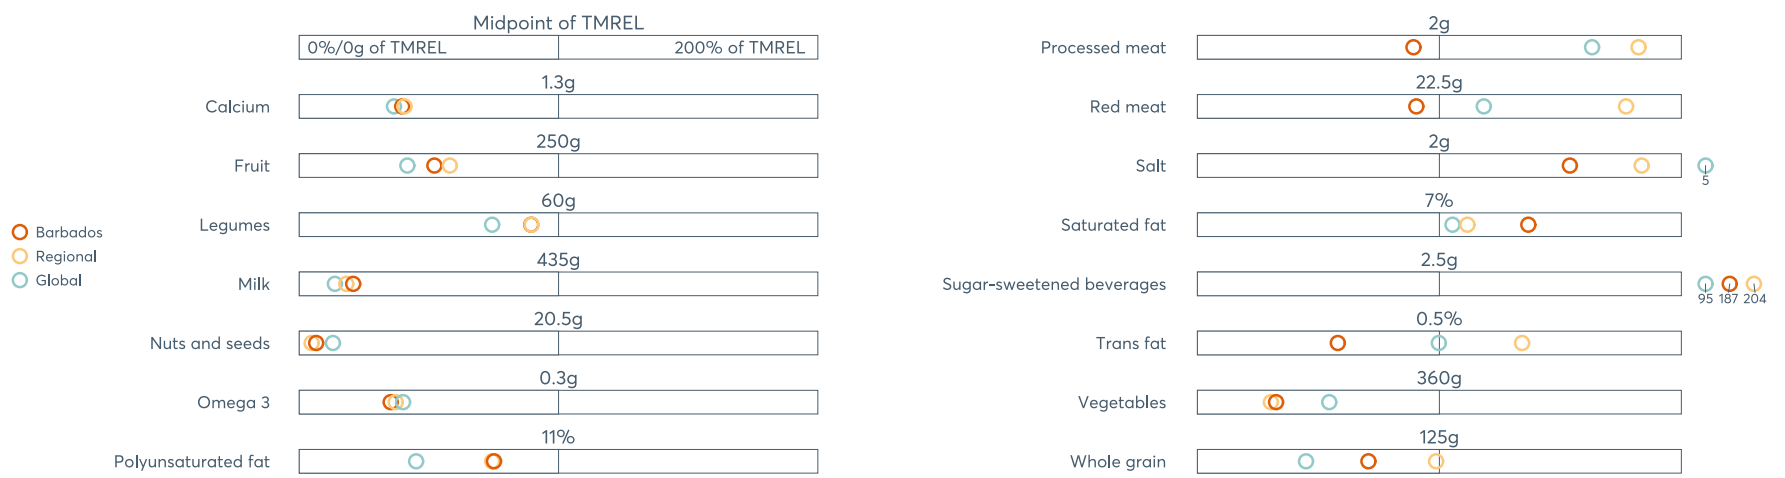 Midpoint of TMREL
0%/0g of TMREL 200% of TMREL
1.3g
Calcium
250g
Fruit
60g
Legumes
435g
Milk
20.5g
Nuts and seeds
0.3g
Omega 3
11%
Polyunsaturated fat
Barbados
Regional
Global
2g
Processed meat
22.5g
Red meat
2g
Salt
5
7%
Saturated fat
2.5g
Sugar-sweetened beverages
95 187 204
0.5%
Trans fat
360g
Vegetables
125g
Whole grain